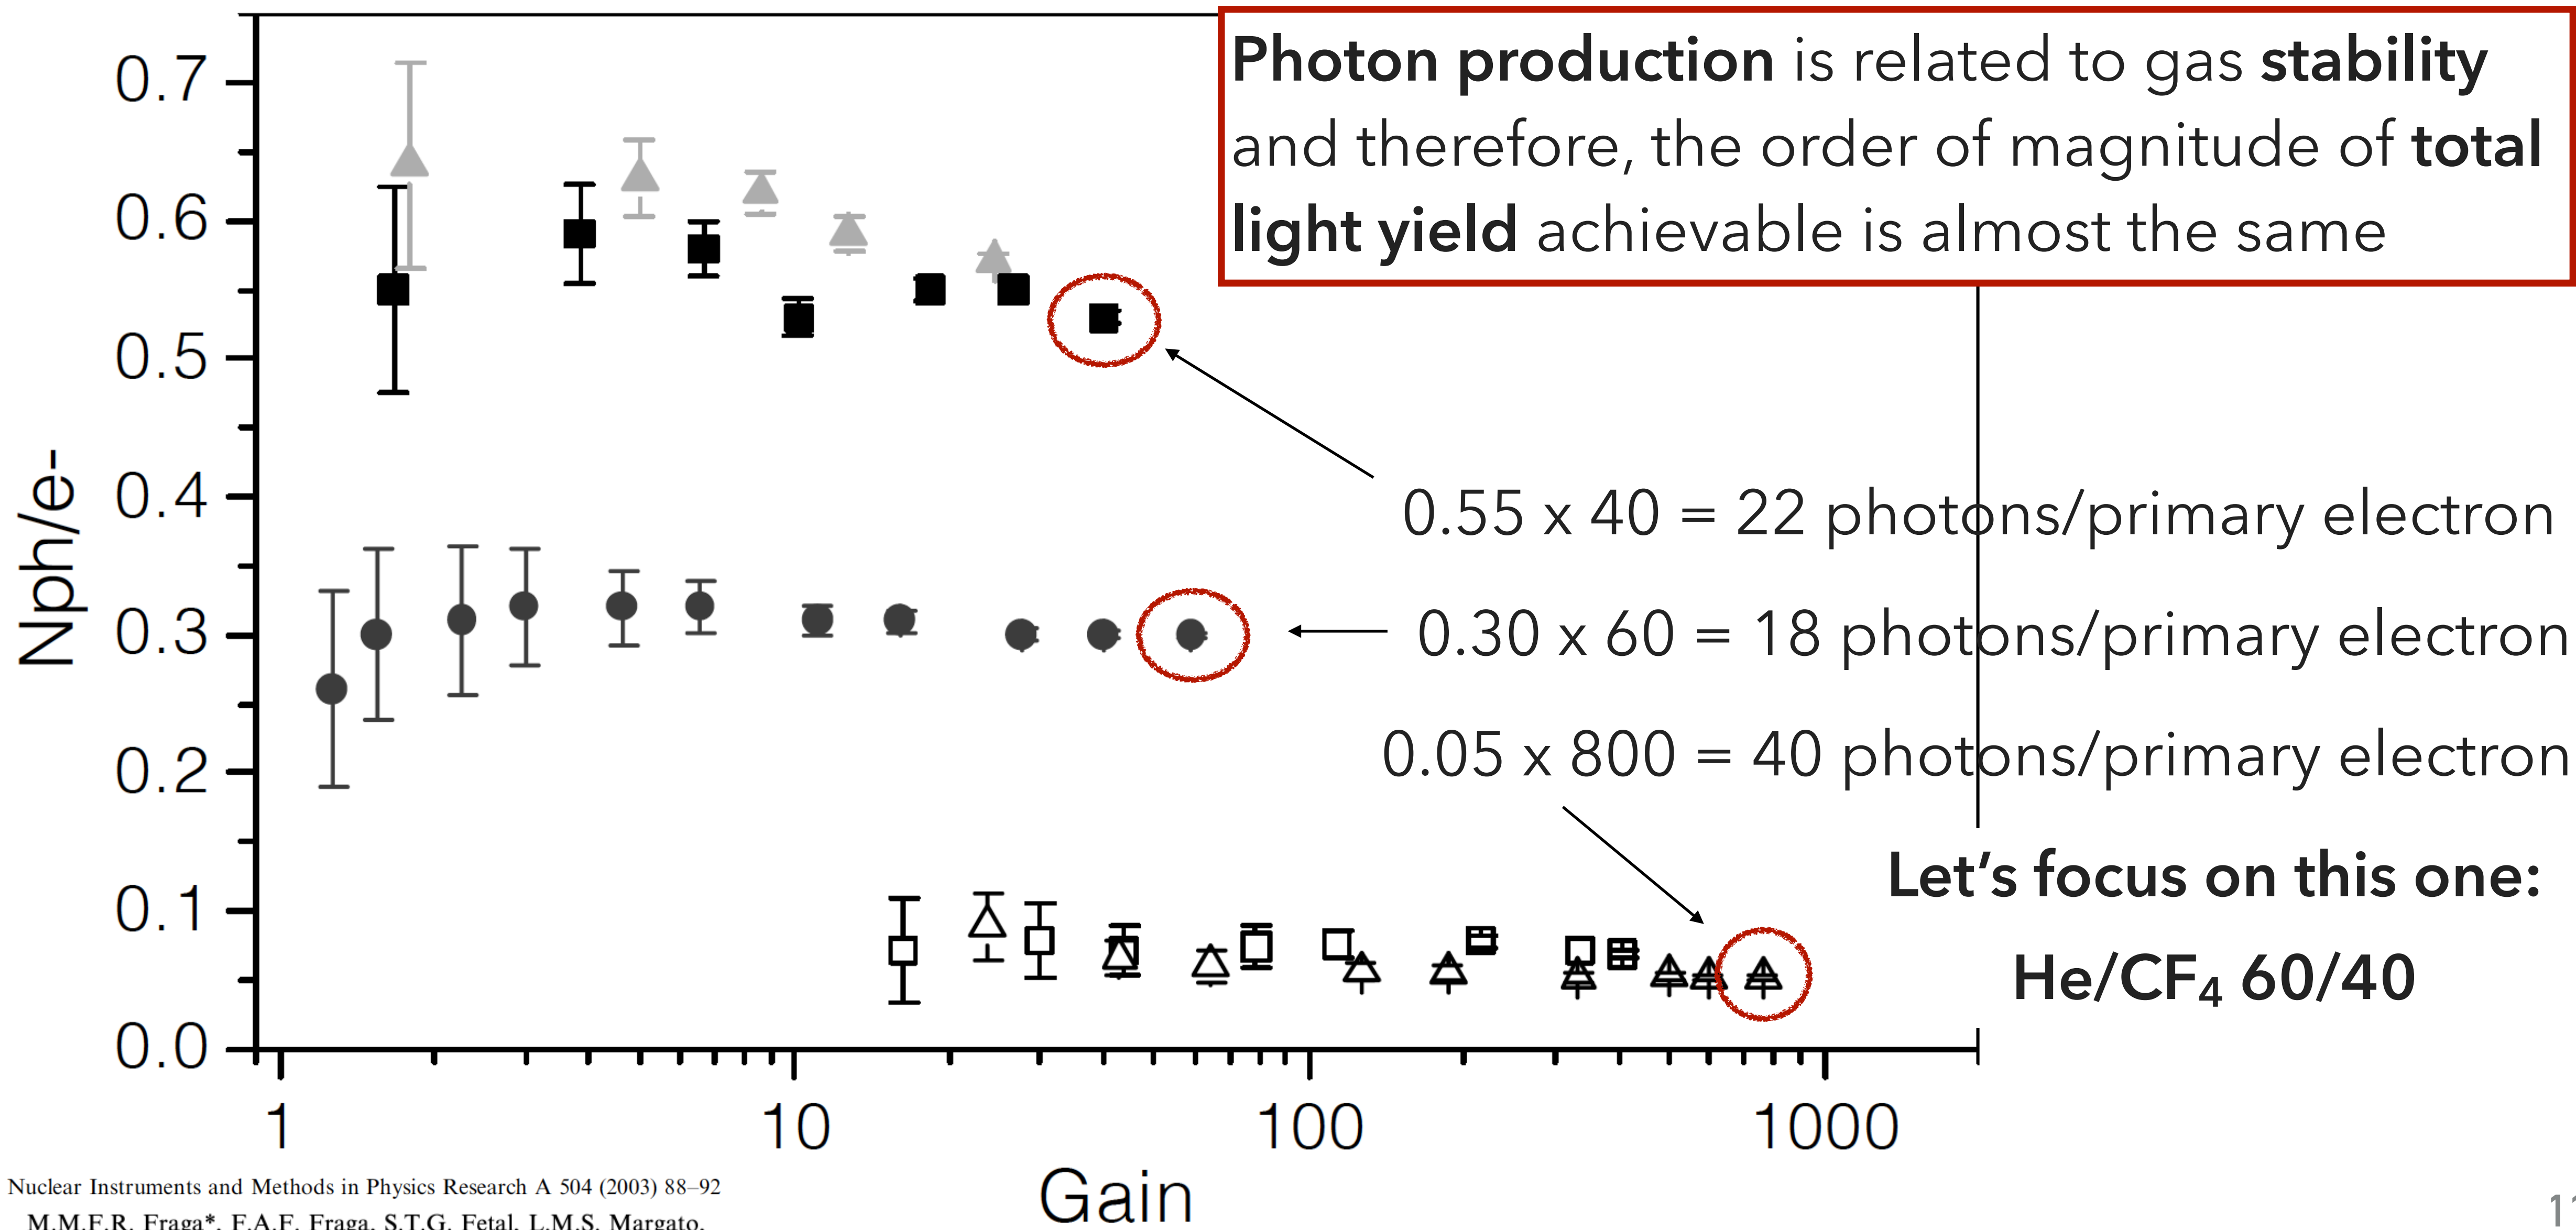 Photon production is related to gas stability
and therefore, the order of magnitude of total
light yield achievable is almost the same
0.7
0.6
0.5
0.4
0.3
0.2
0.1
0.0
Nph/e-
0.55 x 40 = 22 photons/primary electron
0.30 x 60 = 18 photons/primary electron
0.05 x 800 = 40 photons/primary electron
Let’s focus on this one:
He/CF₄ 60/40
1
10
100
1000
Gain
Nuclear Instruments and Methods in Physics Research A 504 (2003) 88–92
M.M.F.R. Fraga*, F.A.F. Fraga, S.T.G. Fetal, L.M.S. Margato,